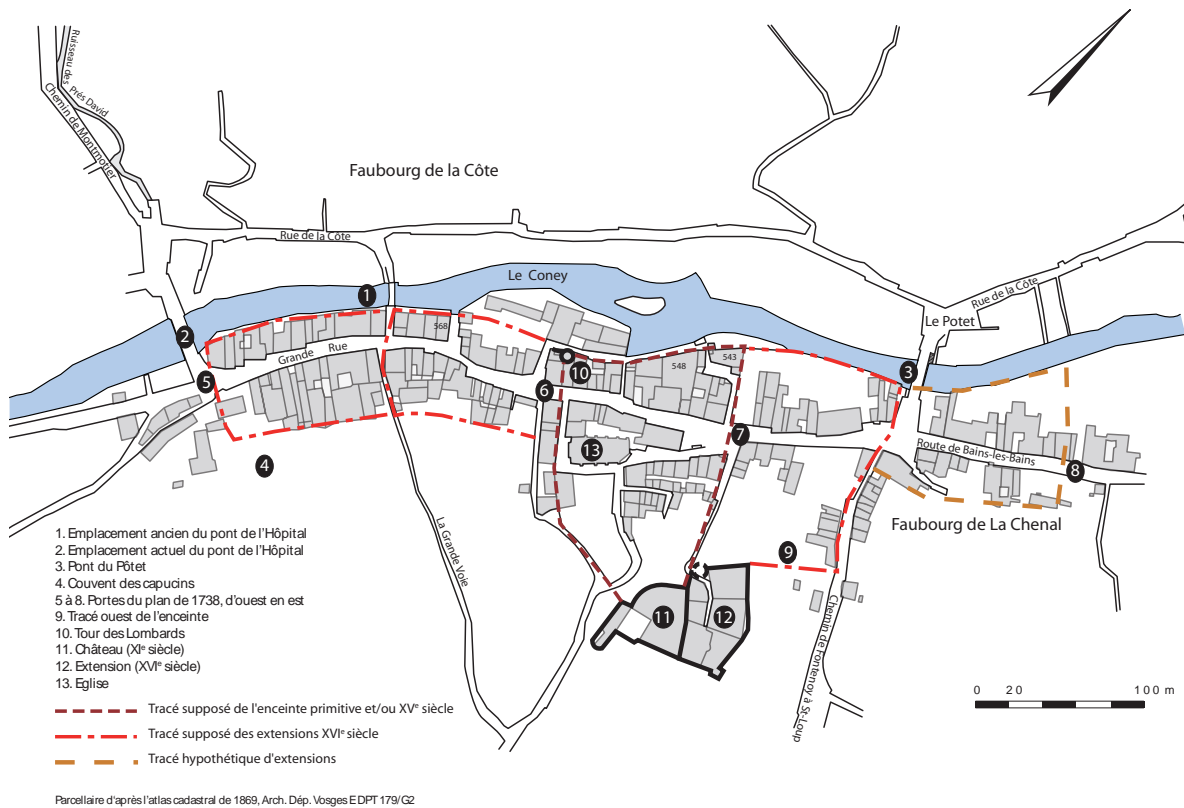 Ruisseau des
Prés David
Chemin de Montmotier
Faubourg de la Côte
Rue de la Côte
Le Coney
Rue de la Côte
Le Potet
1
2
568
Grande Rue
5
10
548
543
3
6
13
7
Route de Bains-les-Bains
8
4
Faubourg de La Chenal
La Grande Voie
9
11
12
Chemin de Fontenoy à St-Loup
1. Emplacement ancien du pont de l'Hôpital
2. Emplacement actuel du pont de l'Hôpital
3. Pont du Pôtet
4. Couvent des capucins
5 à 8. Portes du plan de 1738, d'ouest en est
9. Tracé ouest de l'enceinte
10. Tour des Lombards
11. Château (XIe siècle)
12. Extension (XVIe siècle)
13. Eglise
0 20 100 m
Tracé supposé de l'enceinte primitive et/ou XVe siècle
Tracé supposé des extensions XVIe siècle
Tracé hypothétique d'extensions
Parcellaire d'après l'atlas cadastral de 1869, Arch. Dép. Vosges E DPT 179/G2